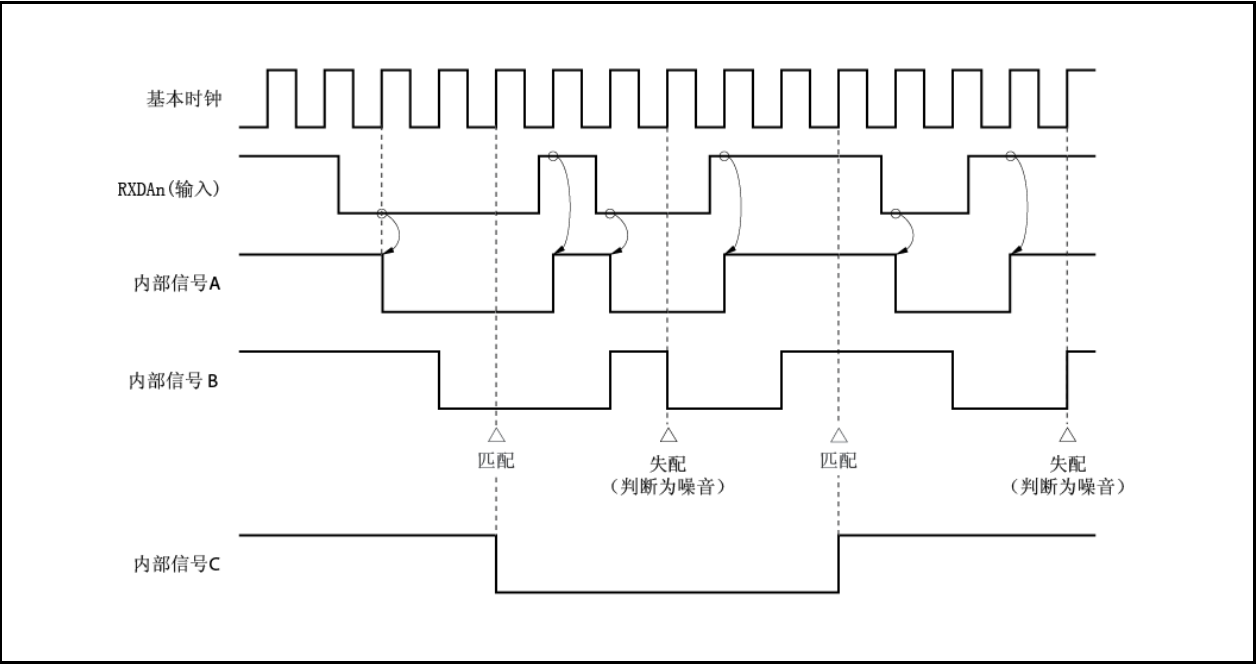 基本时钟
RXDAn(输入)
内部信号A
内部信号 B
匹配
失配
（判断为噪音）
匹配
失配
（判断为噪音）
内部信号C